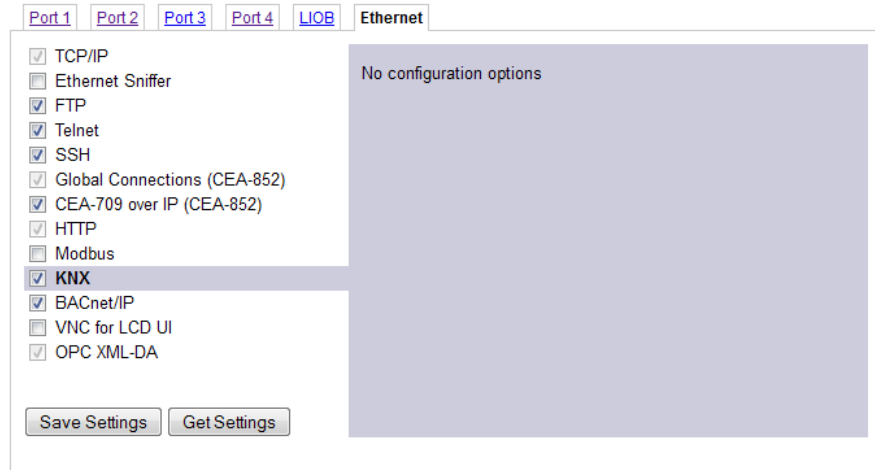 Port 1 Port 2 Port 3 Port 4 LIOB Ethernet
TCP/IP
No configuration options
Ethernet Sniffer
FTP
Telnet
SSH
Global Connections (CEA-852)
CEA-709 over IP (CEA-852)
HTTP
Modbus
KNX
BACnet/IP
VNC for LCD UI
OPC XML-DA
Save Settings Get Settings